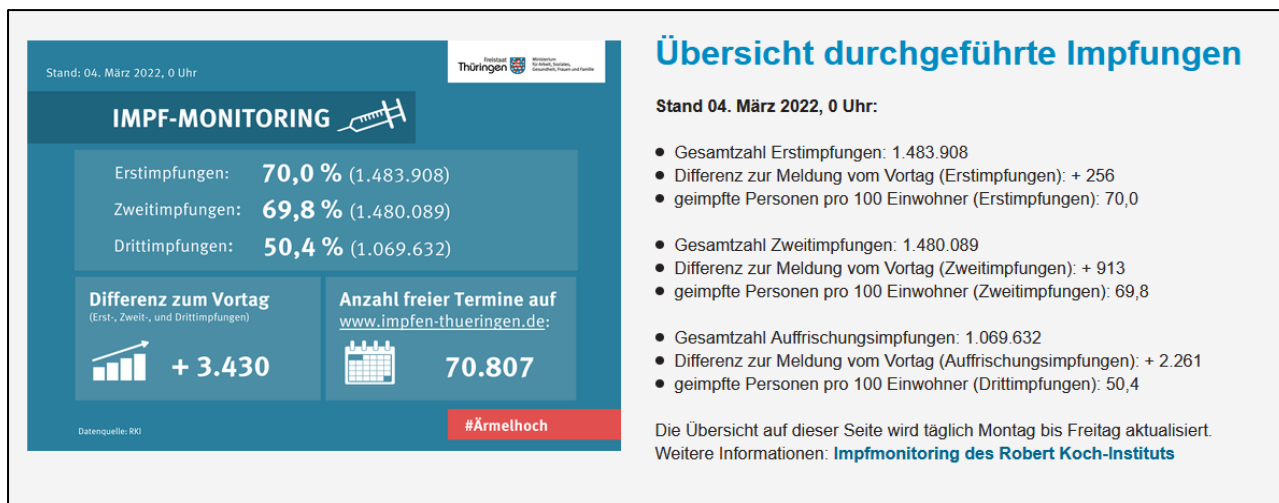 Stand: 04. März 2022, 0 Uhr
Freistaat
Thüringen
Ministerium
für Arbeit, Soziales,
Gesundheit, Frauen und Familie
IMPF-MONITORING
Erstimpfungen: 70,0 % (1.483.908)
Zweitimpfungen: 69,8 % (1.480.089)
Drittimpfungen: 50,4 % (1.069.632)
Differenz zum Vortag
(Erst-, Zweit-, und Drittimpfungen)
+ 3.430
Anzahl freier Termine auf
www.impfen-thueringen.de:
70.807
Datenquelle: RKI
#Ärmelhoch
Übersicht durchgeführte Impfungen
Stand 04. März 2022, 0 Uhr:
● Gesamtzahl Erstimpfungen: 1.483.908
● Differenz zur Meldung vom Vortag (Erstimpfungen): + 256
● geimpfte Personen pro 100 Einwohner (Erstimpfungen): 70,0
● Gesamtzahl Zweitimpfungen: 1.480.089
● Differenz zur Meldung vom Vortag (Zweitimpfungen): + 913
● geimpfte Personen pro 100 Einwohner (Zweitimpfungen): 69,8
● Gesamtzahl Auffrischungsimpfungen: 1.069.632
● Differenz zur Meldung vom Vortag (Auffrischungsimpfungen): + 2.261
● geimpfte Personen pro 100 Einwohner (Drittimpfungen): 50,4
Die Übersicht auf dieser Seite wird täglich Montag bis Freitag aktualisiert.
Weitere Informationen: Impfmonitoring des Robert Koch-Instituts